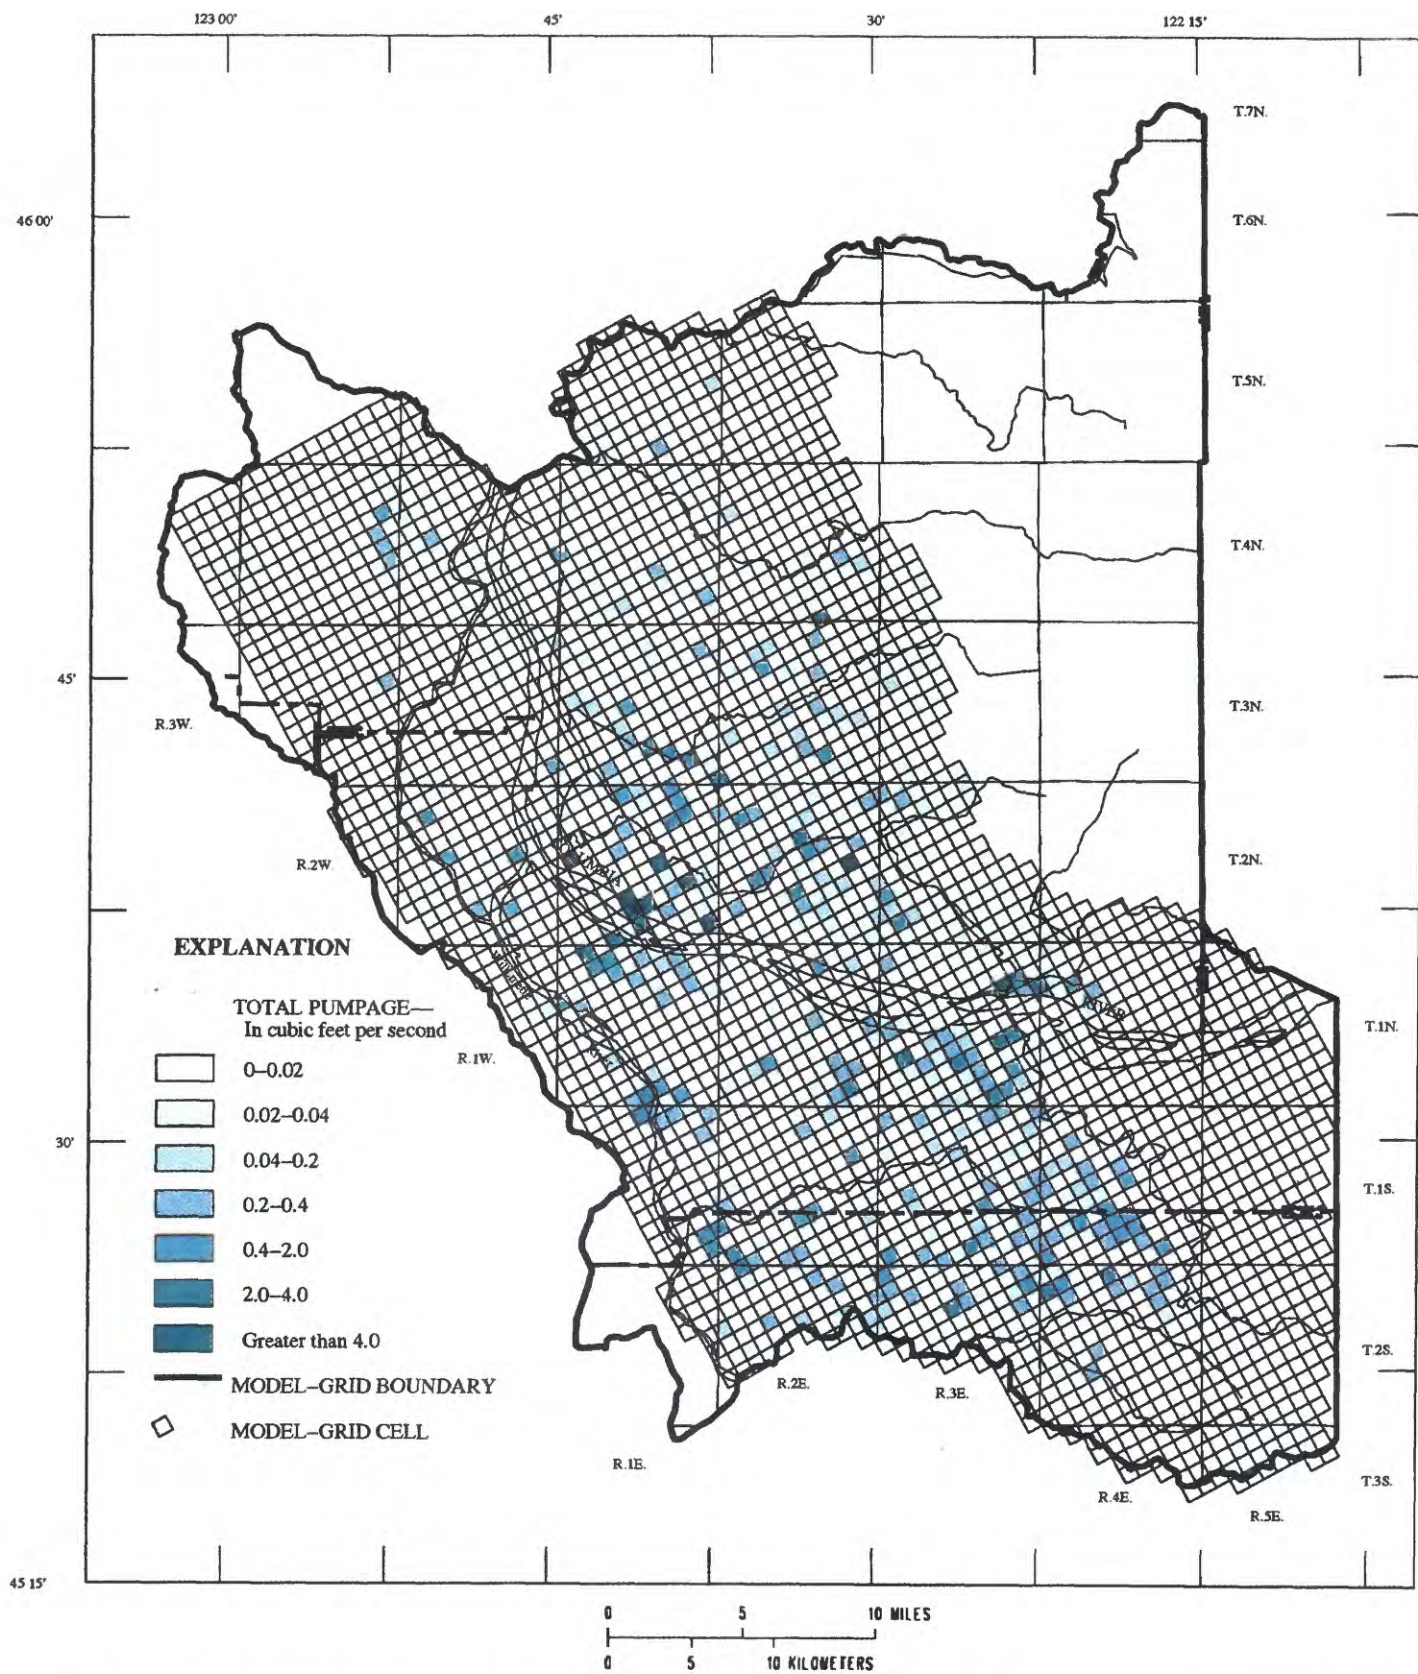 123 00'
45'
30'
122 15'
T.7N.
46 00'
T.6N.
T.5N.
T.4N.
45'
R.3W.
T.3N.
R.2W.
T.2N.
RIVER
EXPLANATION
TOTAL PUMPAGE—
In cubic feet per second
0–0.02
0.02–0.04
0.04–0.2
0.2–0.4
0.4–2.0
2.0–4.0
Greater than 4.0
MODEL–GRID BOUNDARY
MODEL–GRID CELL
R.1W.
River
T.1N.
30'
T.1S.
T.2S.
R.2E.
R.3E.
R.1E.
R.4E.
T.3S.
R.5E.
45 15'
0 5 10 MILES
0 5 10 KILOMETERS